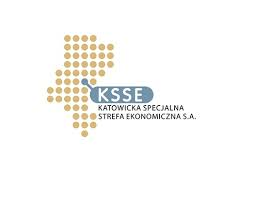 KSSE
KATOWICKA SPECJALNA
STREFA EKONOMICZNA S.A.